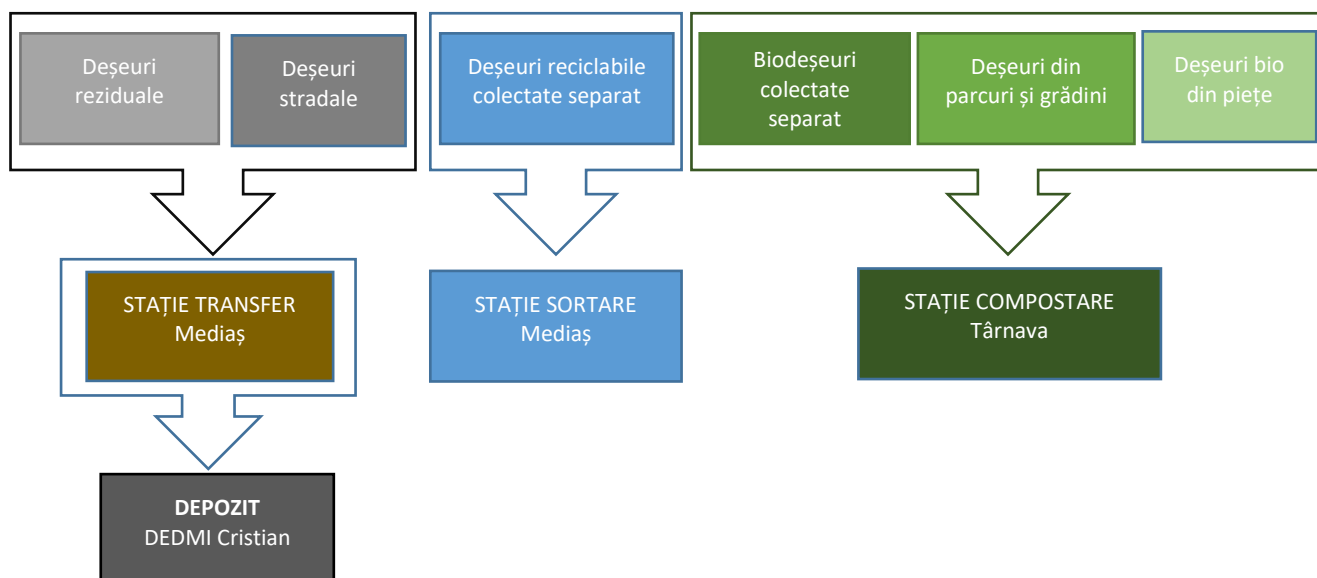 Deșeuri
reziduale
Deșeuri
stradale
Deșeuri reciclabile
colectate separat
Biodeșeuri
colectate
separat
Deșeuri din
parcuri și grădini
Deșeuri bio
din piețe
STAȚIE TRANSFER
Mediaș
STAȚIE SORTARE
Mediaș
STAȚIE COMPOSTARE
Târnava
DEPOZIT
DEDMI Cristian